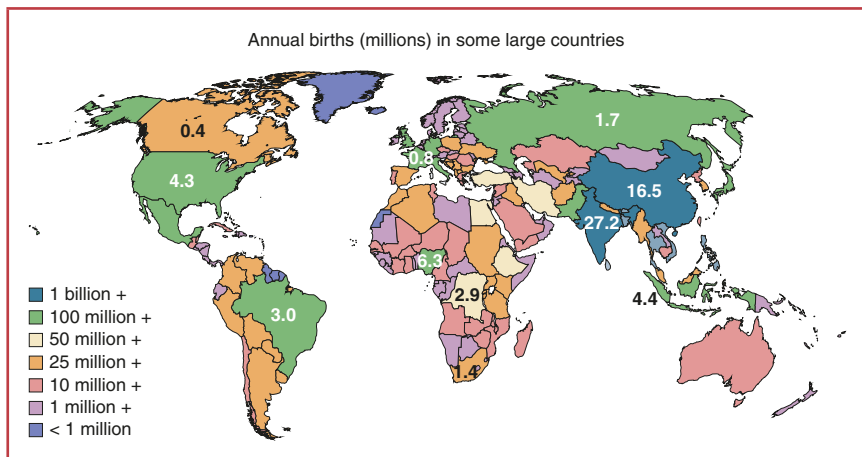 Annual births (millions) in some large countries
1.7
0.4
0.8
4.3
16.5
27.2
6.3
2.9
4.4
3.0
1.4
1 billion +
100 million +
50 million +
25 million +
10 million +
1 million +
< 1 million